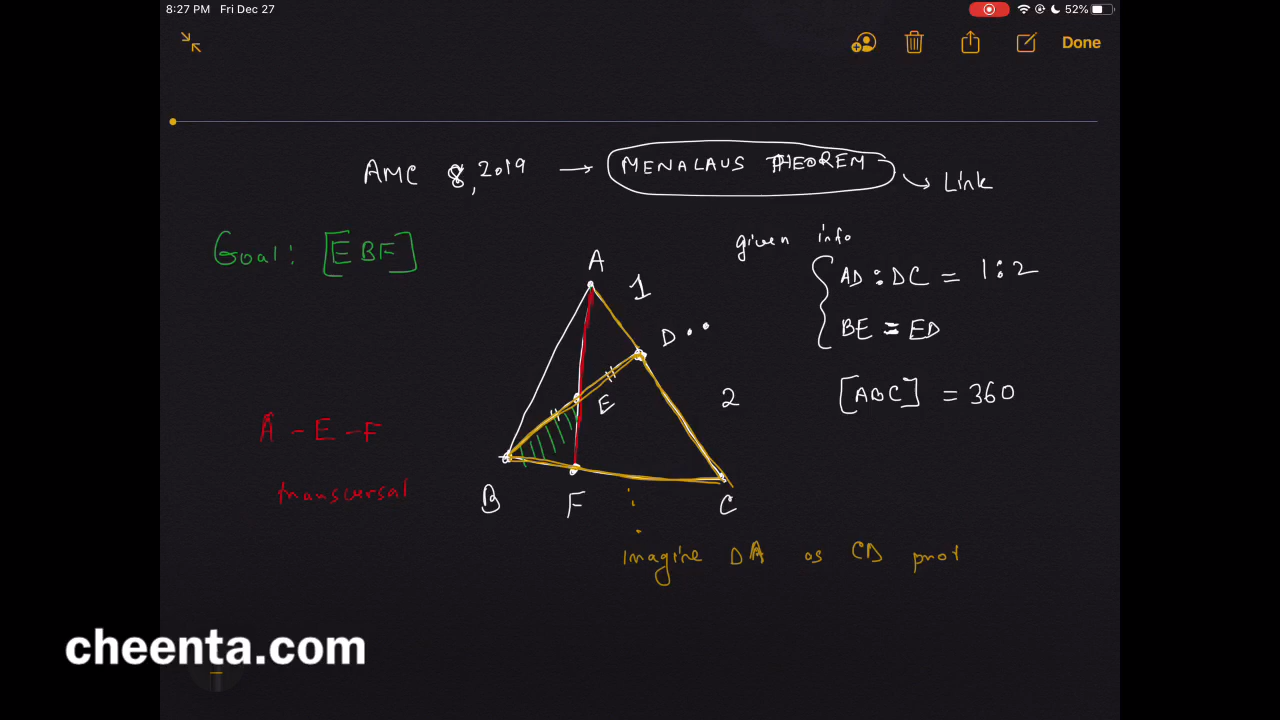 8:27 PM Fri Dec 27
52%
Done
AMC 8, 2019 → MENALAUS THEOREM → Link
Goal: [EBF]
given info
AD : DC = 1:2
BE = ED
[ABC] = 360
A
1
D
2
E
B
F
C
A - E - F
transversal
imagine DA as CD prot
cheenta.com